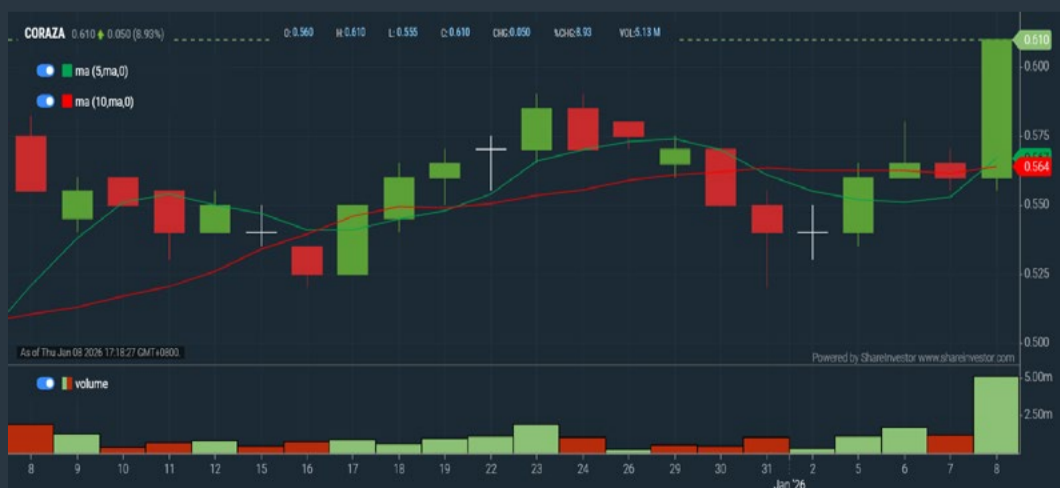 CORAZA 0.610 0.050 (8.93%) O: 0.560 H: 0.610 L: 0.555 C: 0.610 CHG: 0.050 %CHG: 8.93 VOL: 5.13 M
0.610
0.600
ma (5,ma,0)
ma (10,ma,0)
0.575
0.564
0.550
0.525
0.500
As of Thu Jan 08 2026 17:18:27 GMT+0800.
Powered by ShareInvestor www.shareinvestor.com
volume
5.00m
2.50m
8 9 10 11 12 15 16 17 18 19 22 23 24 26 29 30 31 2 5 6 7 8
Jan '26